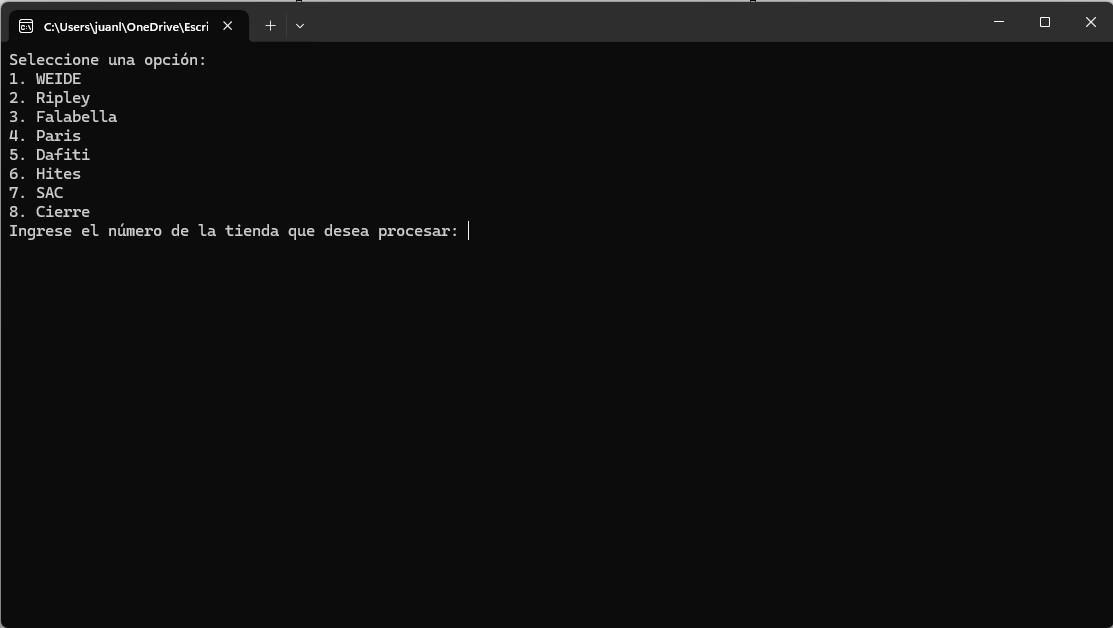 C:\Users\juanl\OneDrive\Escri
Seleccione una opción:
1. WEIDE
2. Ripley
3. Falabella
4. Paris
5. Dafiti
6. Hites
7. SAC
8. Cierre
Ingrese el número de la tienda que desea procesar: